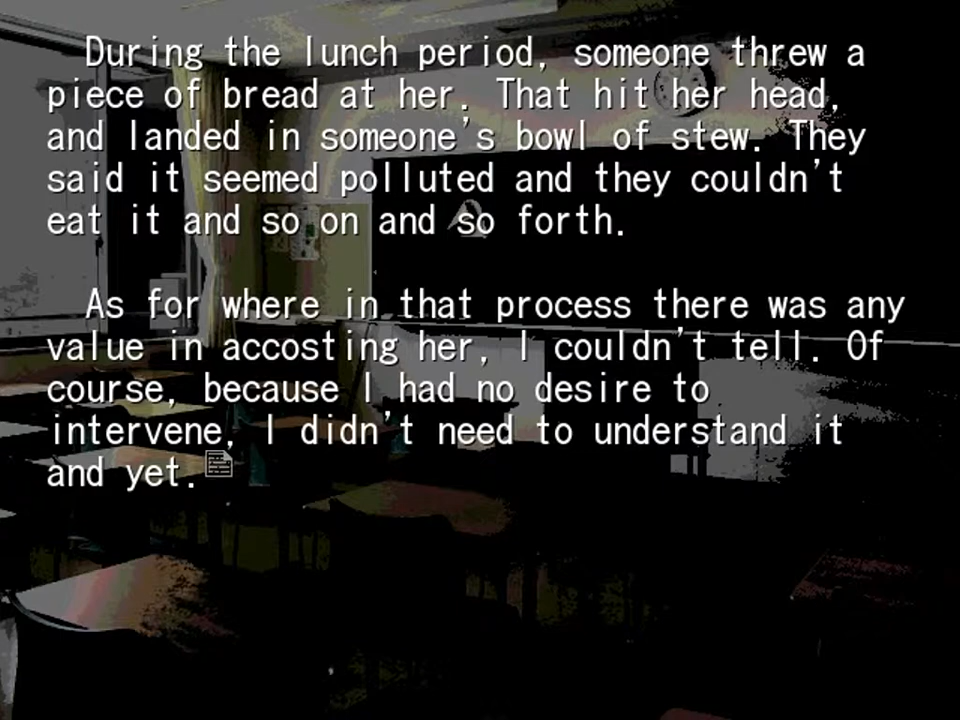 During the lunch period, someone threw a
piece of bread at her. That hit her head,
and landed in someone's bowl of stew. They
said it seemed polluted and they couldn't
eat it and so on and so forth.
As for where in that process there was any
value in accosting her, I couldn't tell. Of
course, because I had no desire to
intervene, I didn't need to understand it
and yet.